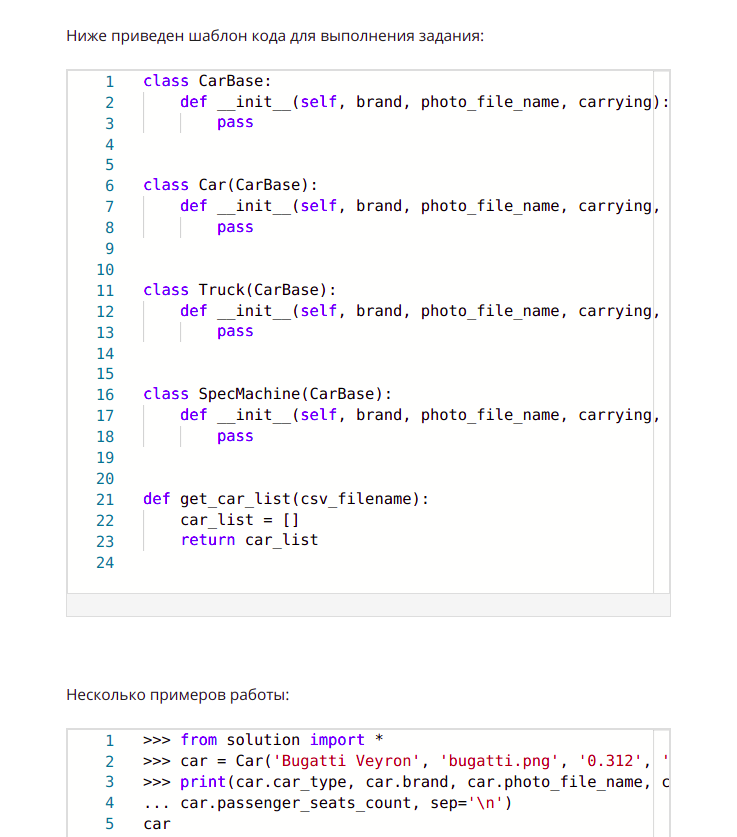 Ниже приведен шаблон кода для выполнения задания:
1 class CarBase:
2 def __init__(self, brand, photo_file_name, carrying):
3 pass
4
5
6 class Car(CarBase):
7 def __init__(self, brand, photo_file_name, carrying,
8 pass
9
10
11 class Truck(CarBase):
12 def __init__(self, brand, photo_file_name, carrying,
13 pass
14
15
16 class SpecMachine(CarBase):
17 def __init__(self, brand, photo_file_name, carrying,
18 pass
19
20
21 def get_car_list(csv_filename):
22 car_list = []
23 return car_list
24
Несколько примеров работы:
1 >>> from solution import *
2 >>> car = Car('Bugatti Veyron', 'bugatti.png', '0.312', '
3 >>> print(car.car_type, car.brand, car.photo_file_name, c
4 ... car.passenger_seats_count, sep='\n')
5 car